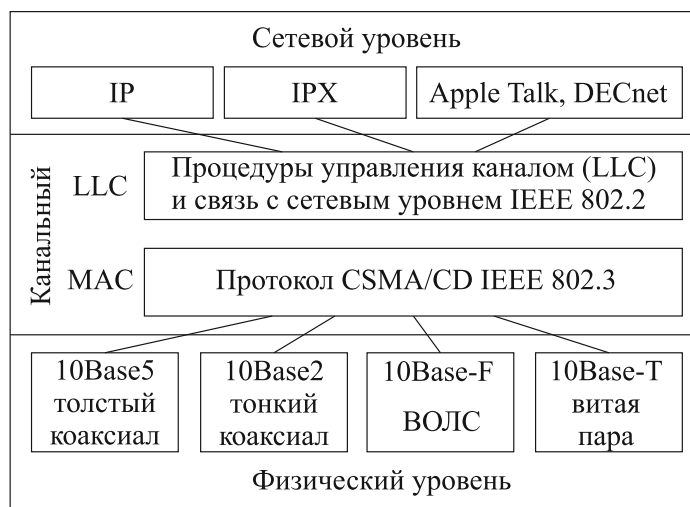 Сетевой уровень
IP
IPX
Apple Talk, DECnet
Канальный
LLC
Процедуры управления каналом (LLC)
и связь с сетевым уровнем IEEE 802.2
MAC
Протокол CSMA/CD IEEE 802.3
10Base5
толстый
коаксиал
10Base2
тонкий
коаксиал
10Base-F
ВОЛС
10Base-T
витая
пара
Физический уровень